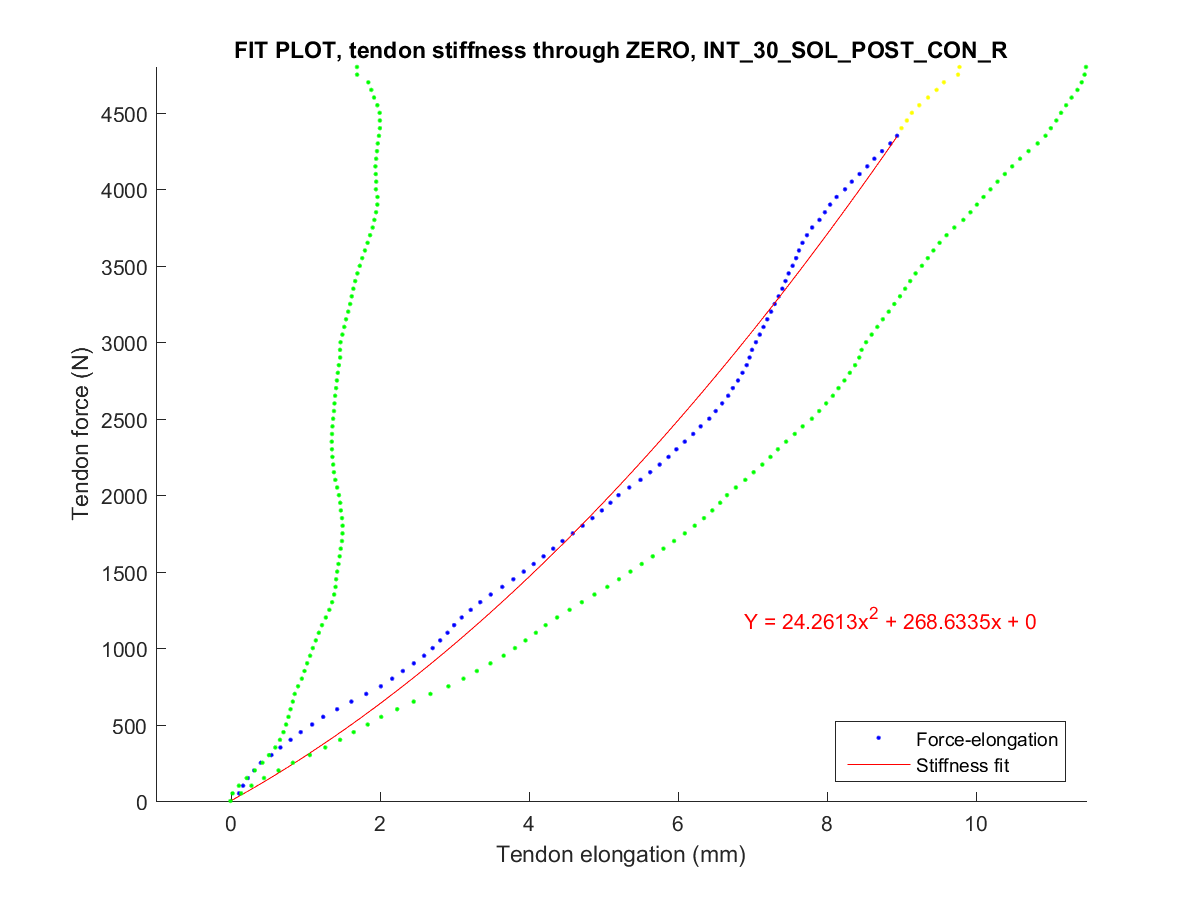 FIT PLOT, tendon stiffness through ZERO, INT_30_SOL_POST_CON_R
4500
4000
3500
3000
2500
2000
1500
1000
500
0
Tendon force (N)
Y = 24.2613x² + 268.6335x + 0
Force-elongation
Stiffness fit
0 2 4 6 8 10
Tendon elongation (mm)